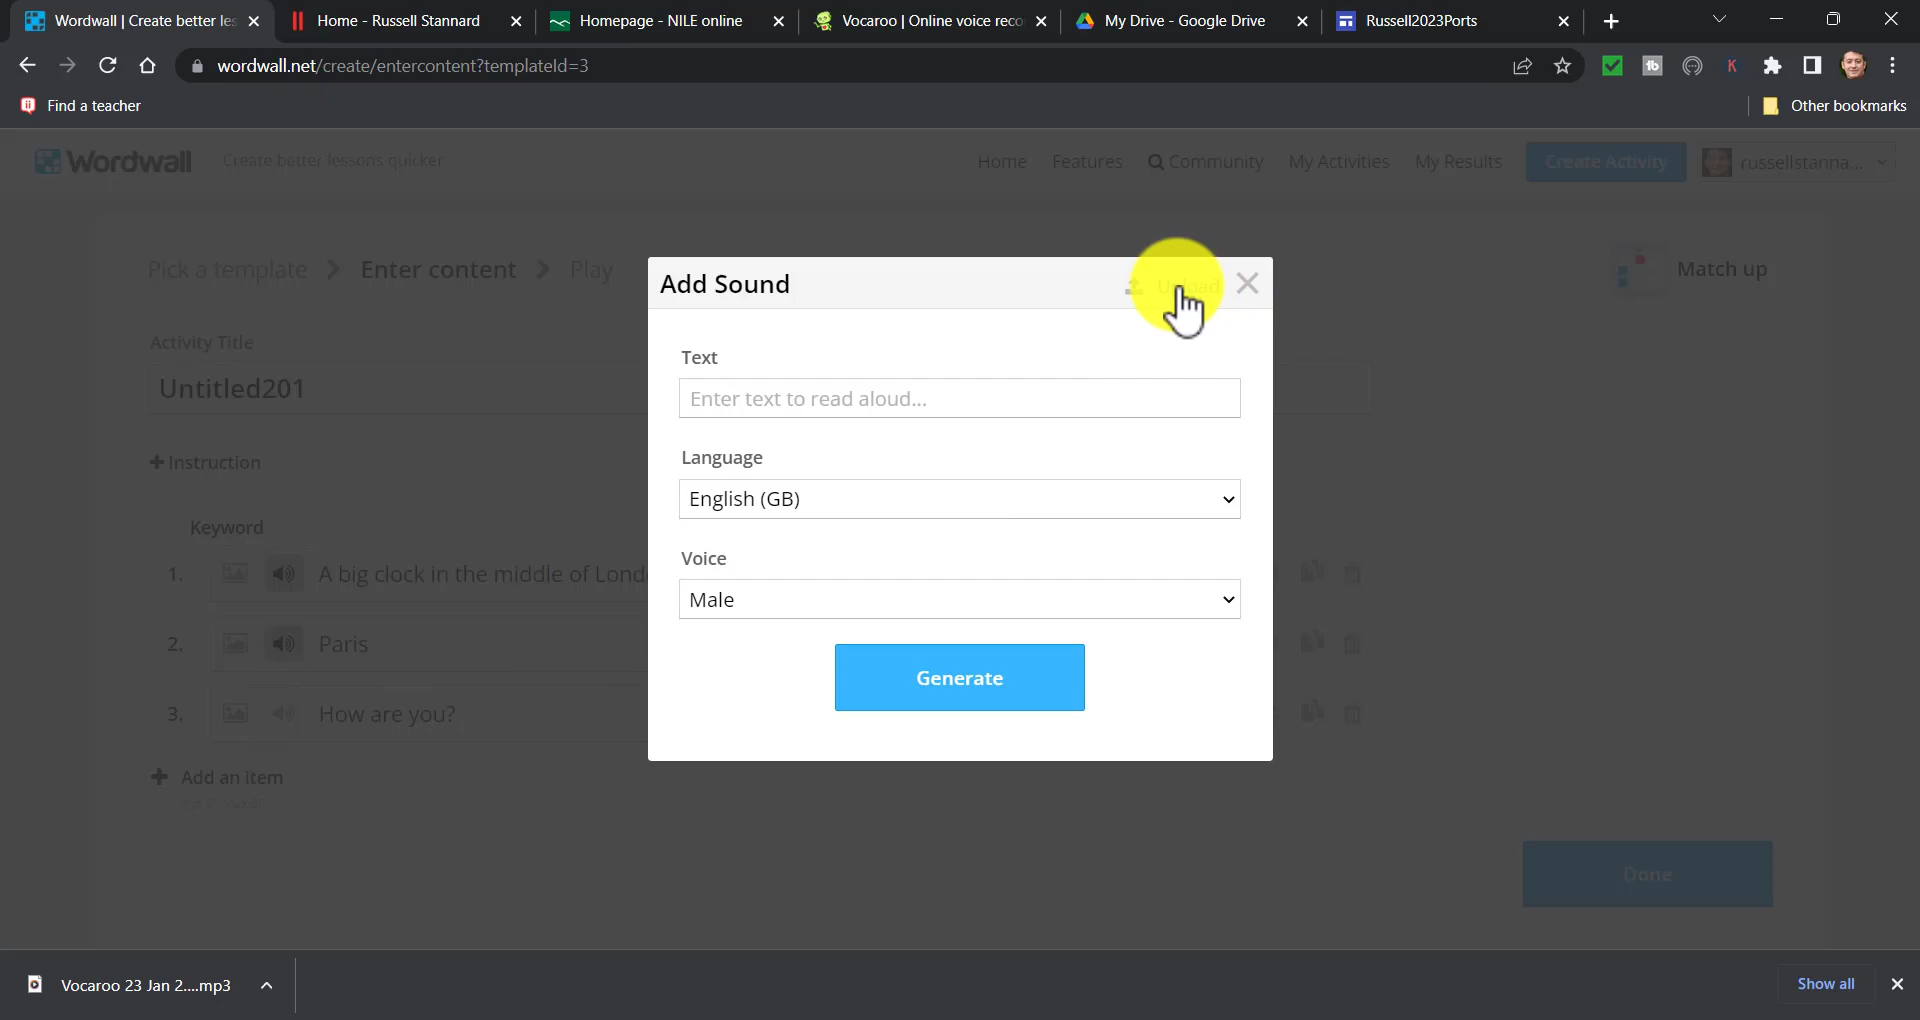 Wordwall | Create better les
Home - Russell Stannard
Homepage - NILE online
Vocaroo | Online voice reco
My Drive - Google Drive
Russell2023Ports
wordwall.net/create/entercontent?templateId=3
Find a teacher
Other bookmarks
Wordwall
Create better lessons quicker
Home
Features
Community
My Activities
My Results
Create Activity
russellstanna...
Pick a template
Enter content
Play
Match up
Add Sound
Upload
Activity Title
Untitled201
Text
Enter text to read aloud...
Instruction
Language
English (GB)
Keyword
Voice
1.
A big clock in the middle of Londo
Male
2.
Paris
Generate
3.
How are you?
Add an item
Done
Vocaroo 23 Jan 2....mp3
Show all